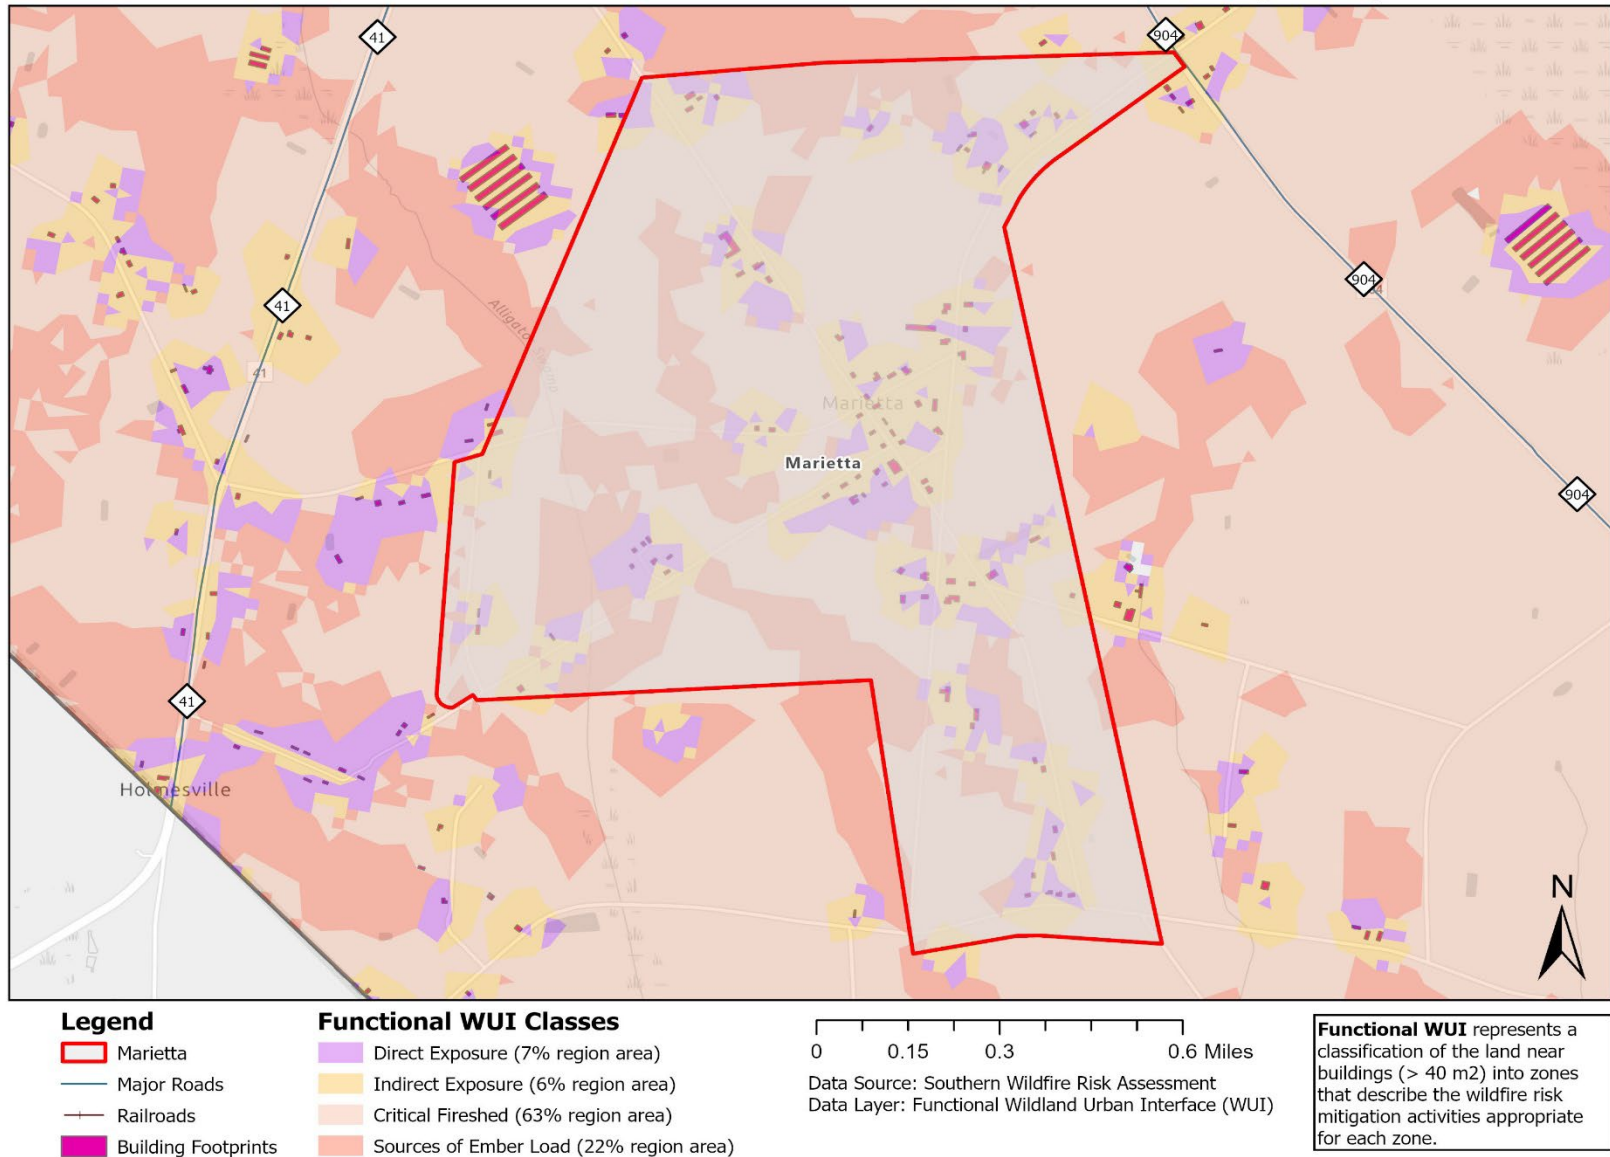 41
904
41
904
Alligator Swamp
41
Marietta
Marietta
904
41
Holmesville
N
Legend
Marietta
Major Roads
Railroads
Building Footprints
Functional WUI Classes
Direct Exposure (7% region area)
Indirect Exposure (6% region area)
Critical Fireshed (63% region area)
Sources of Ember Load (22% region area)
0 0.15 0.3 0.6 Miles
Data Source: Southern Wildfire Risk Assessment
Data Layer: Functional Wildland Urban Interface (WUI)
Functional WUI represents a
classification of the land near
buildings (> 40 m2) into zones
that describe the wildfire risk
mitigation activities appropriate
for each zone.